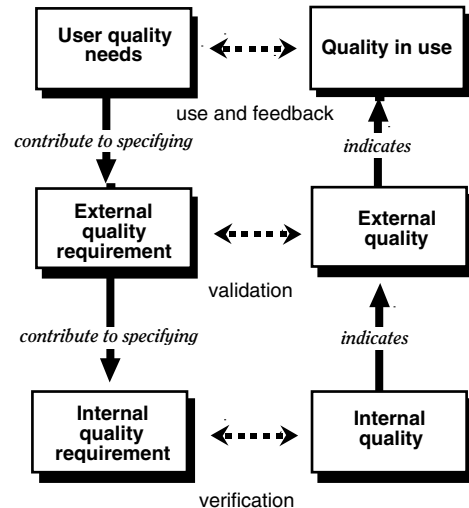 User quality
needs
Quality in use
use and feedback
contribute to specifying
indicates
External
quality
requirement
External
quality
validation
contribute to specifying
indicates
Internal
quality
requirement
Internal
quality
verification